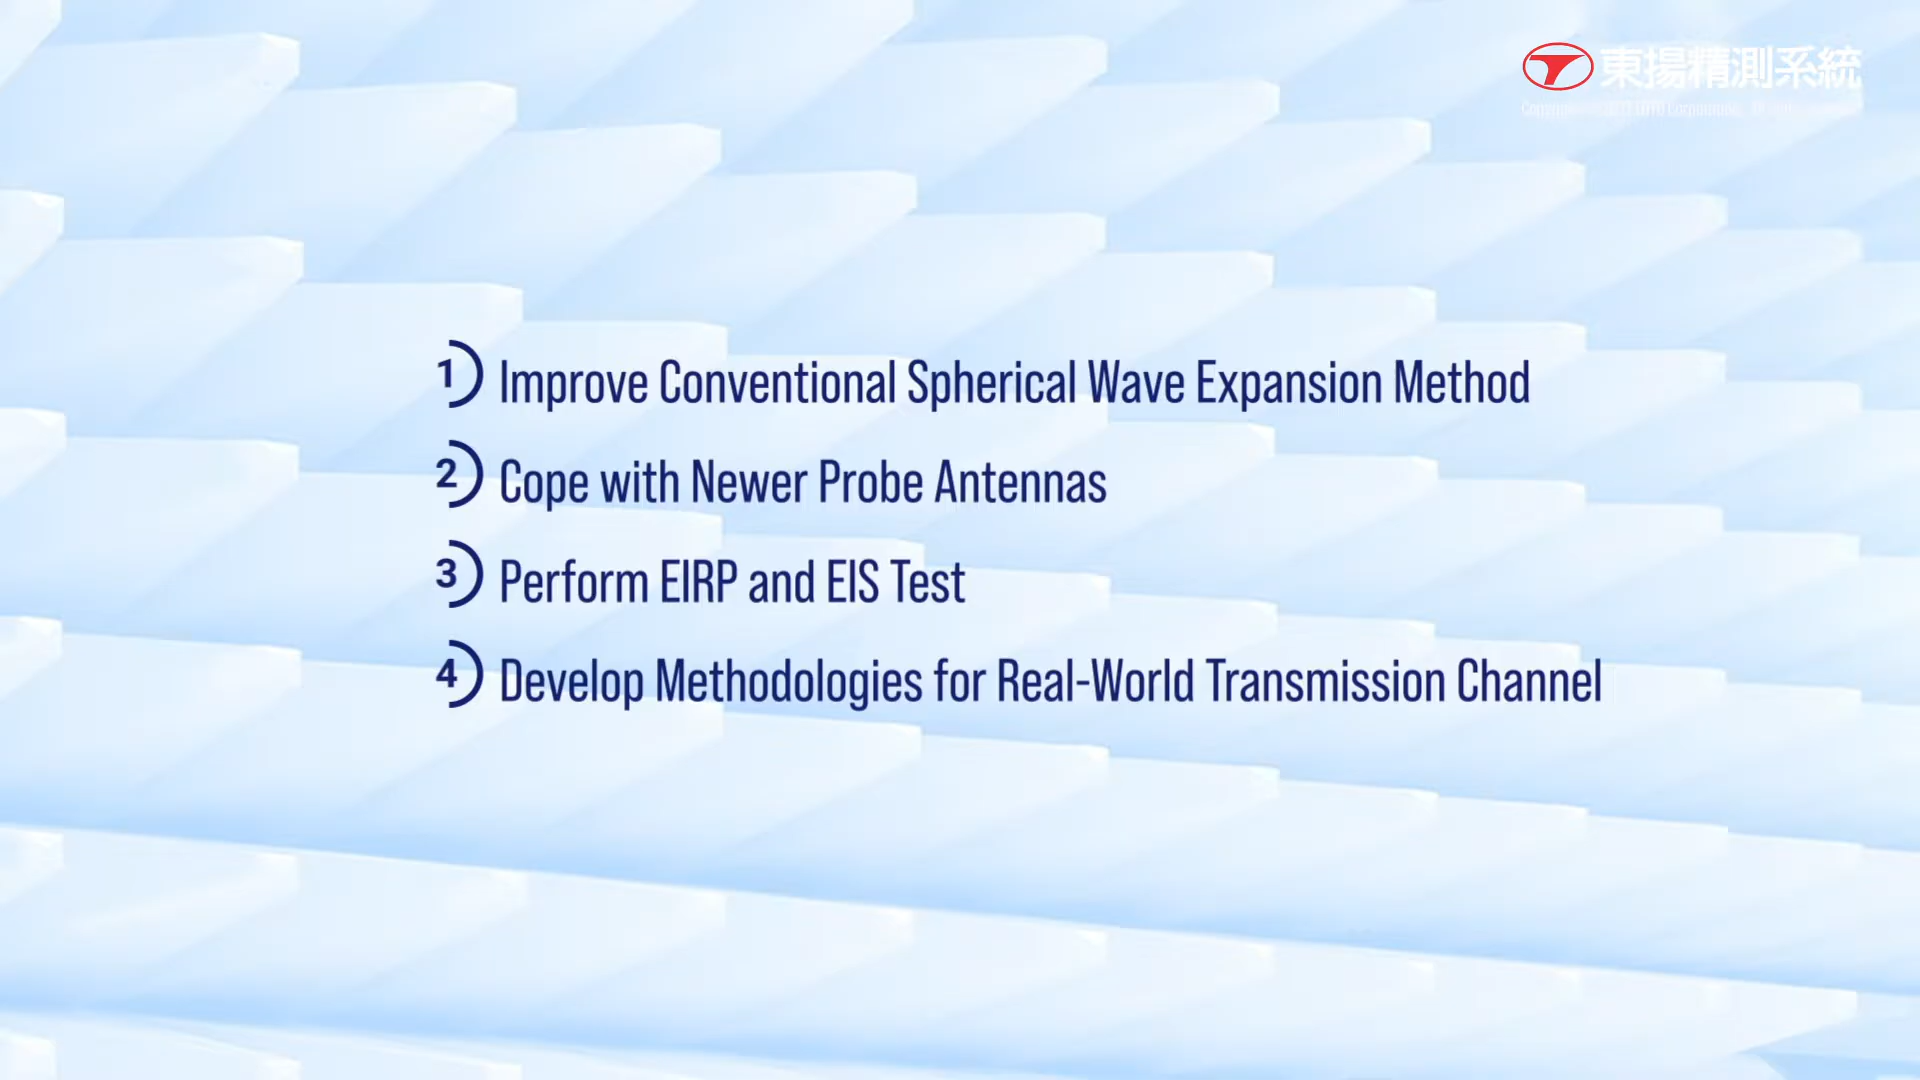 東揚精測系統
1 Improve Conventional Spherical Wave Expansion Method
2 Cope with Newer Probe Antennas
3 Perform EIRP and EIS Test
4 Develop Methodologies for Real-World Transmission Channel